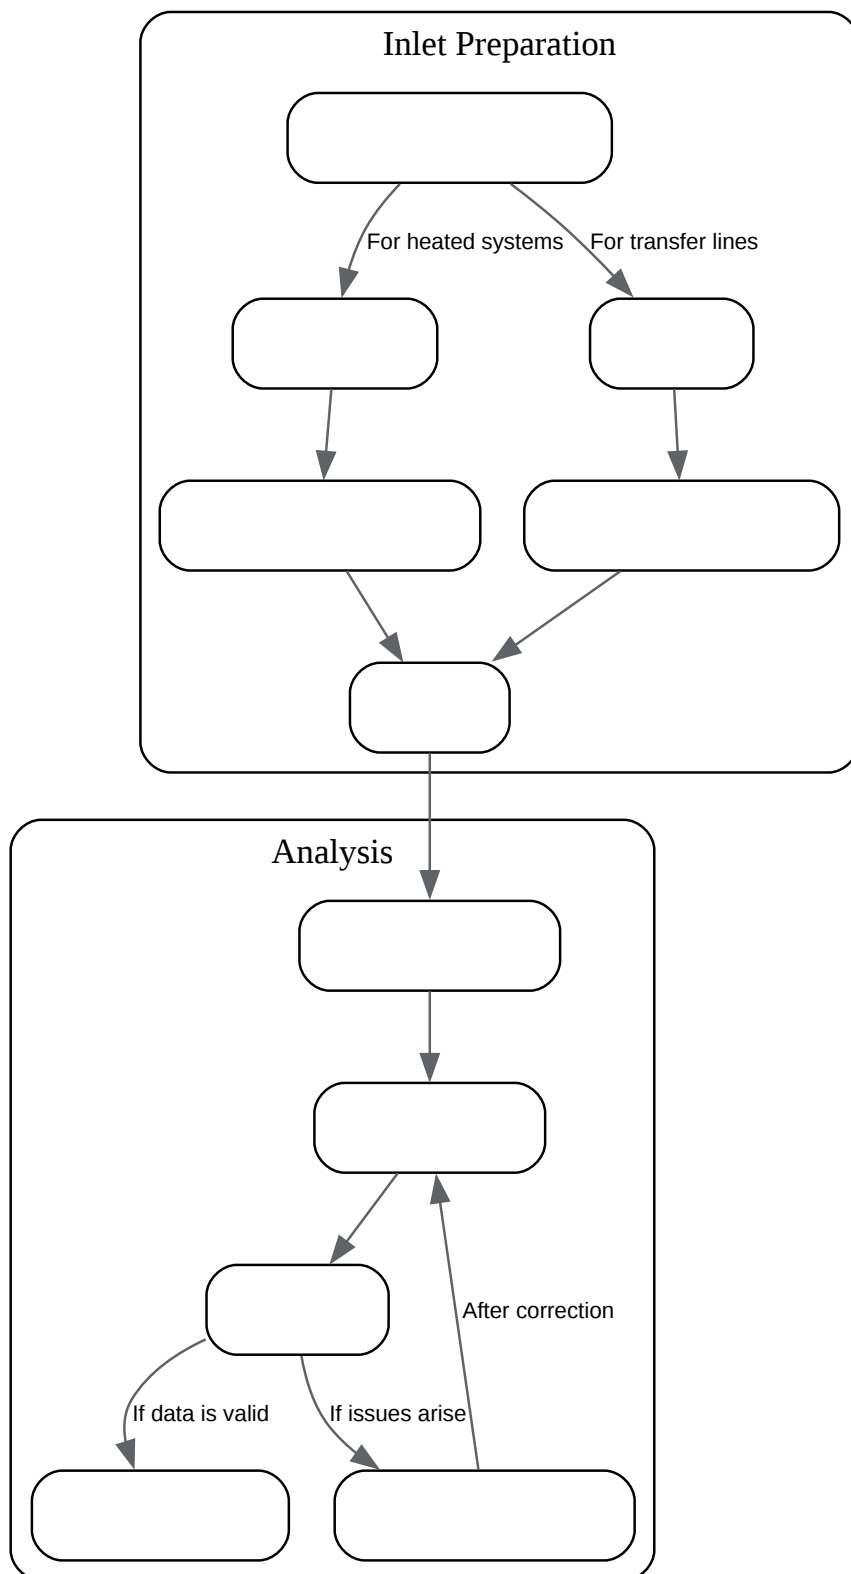 Inlet Preparation
For heated systems
For transfer lines
Analysis
After correction
If data is valid
If issues arise